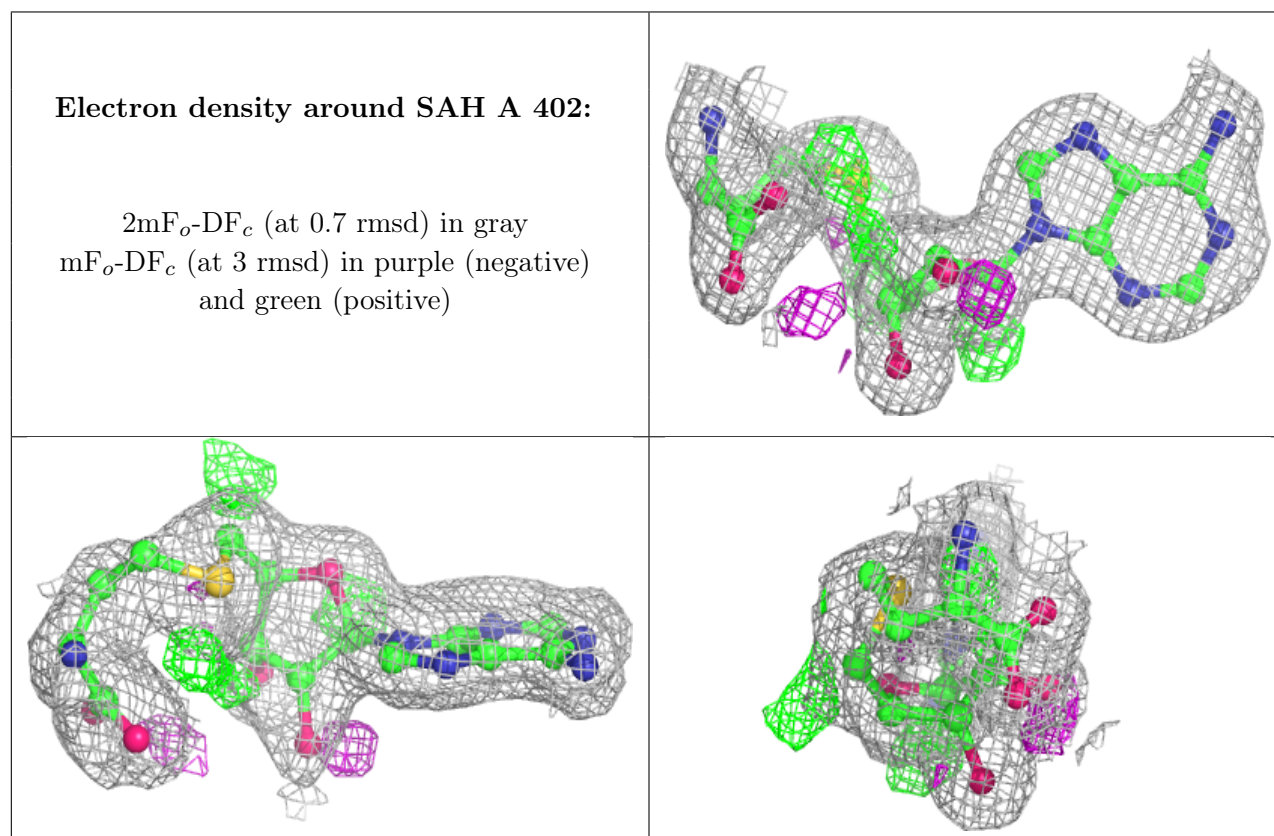 Electron density around SAH A 402:
2mFo-DFc (at 0.7 rmsd) in gray
mFo-DFc (at 3 rmsd) in purple (negative)
and green (positive)